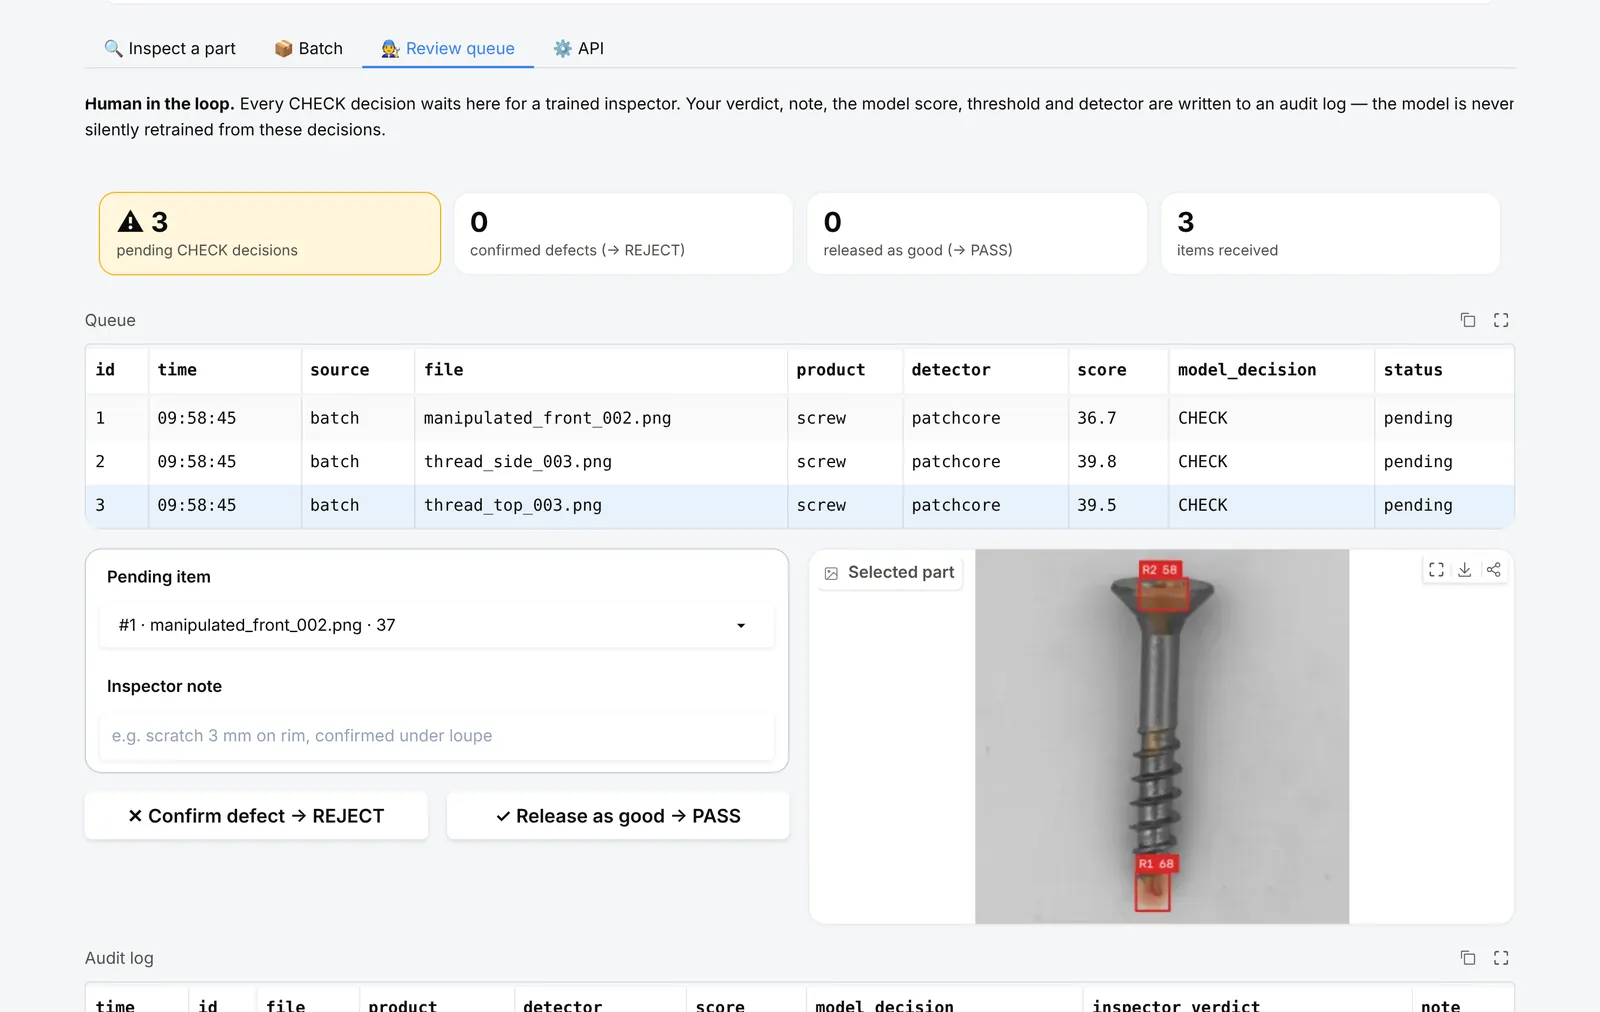 🔍 Inspect a part
📦 Batch
🧑‍🔧 Review queue
⚙️ API
Human in the loop. Every CHECK decision waits here for a trained inspector. Your verdict, note, the model score, threshold and detector are written to an audit log — the model is never
silently retrained from these decisions.
⚠ 3
pending CHECK decisions
0
confirmed defects (→ REJECT)
0
released as good (→ PASS)
3
items received
Queue
id time source file product detector score model_decision status
1 09:58:45 batch manipulated_front_002.png screw patchcore 36.7 CHECK pending
2 09:58:45 batch thread_side_003.png screw patchcore 39.8 CHECK pending
3 09:58:45 batch thread_top_003.png screw patchcore 39.5 CHECK pending
Pending item
#1 · manipulated_front_002.png · 37
Inspector note
e.g. scratch 3 mm on rim, confirmed under loupe
✕ Confirm defect → REJECT
✓ Release as good → PASS
Selected part
R2 58
R1 68
Audit log
time id file product detector score model_decision inspector_verdict note